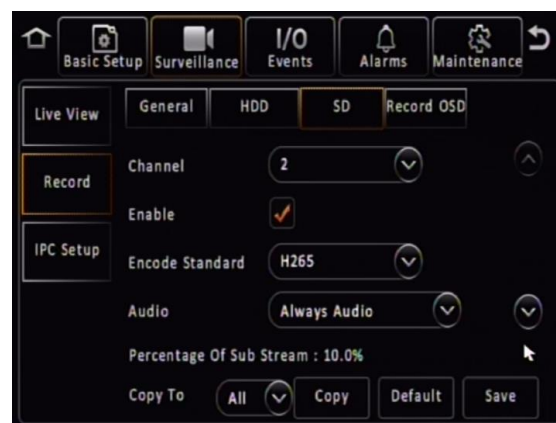 Basic Setup Surveillance I/O Events Alarms Maintenance
Live View General HDD SD Record OSD
Channel 2
Record
Enable
IPC Setup
Encode Standard H265
Audio Always Audio
Percentage Of Sub Stream : 10.0%
Copy To All Copy Default Save